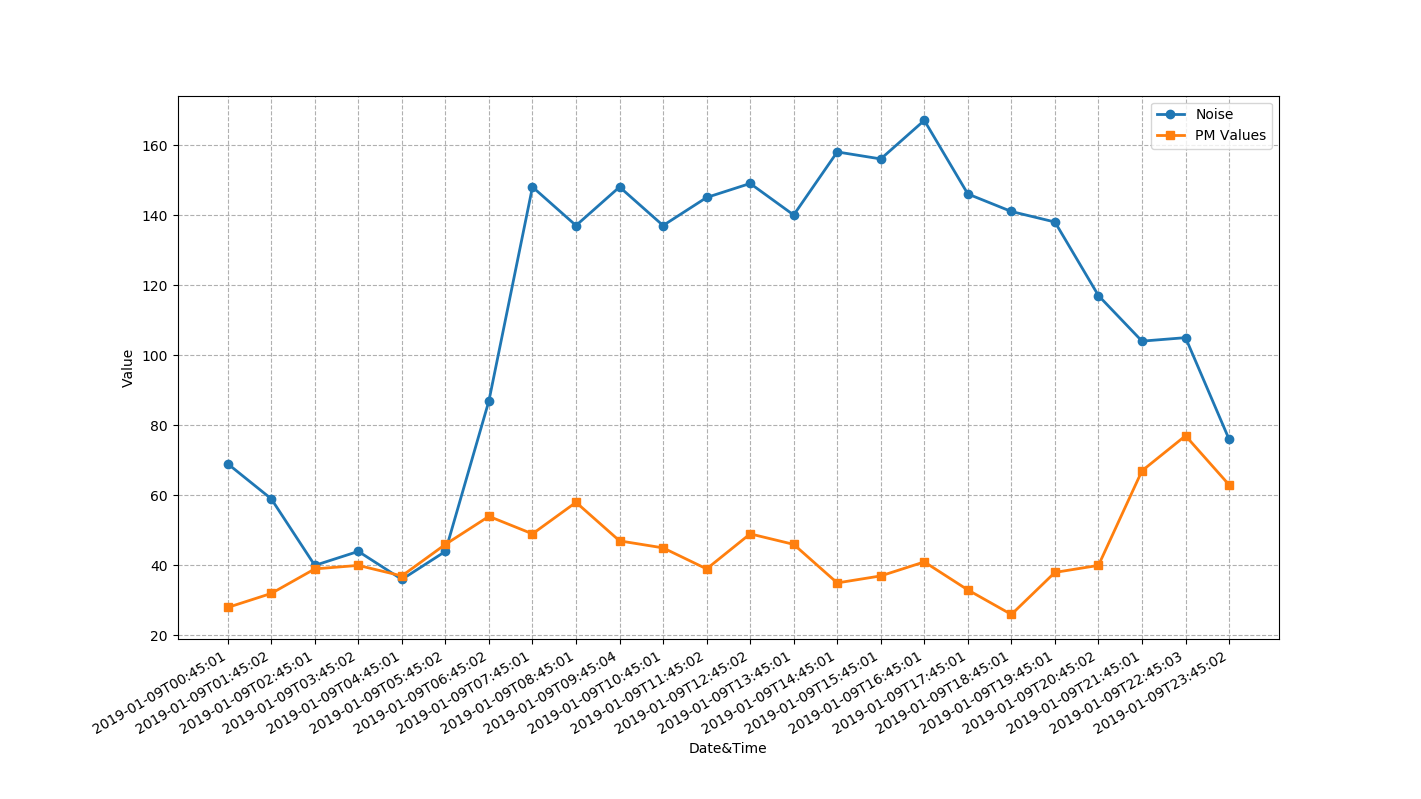 Noise
PM Values
160
140
120
100
80
60
40
20
Value
2019-01-09T00:45:01
2019-01-09T01:45:02
2019-01-09T02:45:01
2019-01-09T03:45:02
2019-01-09T04:45:01
2019-01-09T05:45:02
2019-01-09T06:45:02
2019-01-09T07:45:01
2019-01-09T08:45:01
2019-01-09T09:45:04
2019-01-09T10:45:01
2019-01-09T11:45:02
2019-01-09T12:45:02
2019-01-09T13:45:01
2019-01-09T14:45:01
2019-01-09T15:45:01
2019-01-09T16:45:01
2019-01-09T17:45:01
2019-01-09T18:45:01
2019-01-09T19:45:01
2019-01-09T20:45:02
2019-01-09T21:45:01
2019-01-09T22:45:03
2019-01-09T23:45:02
Date&Time